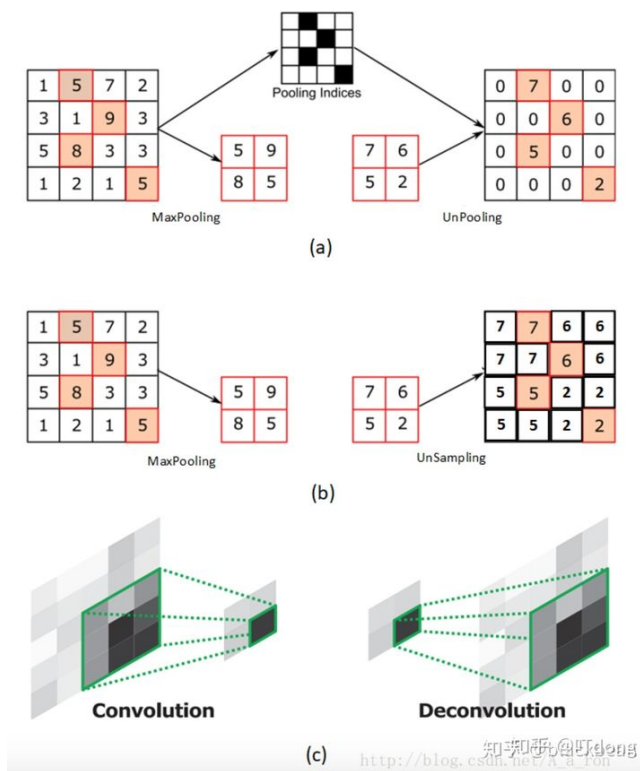 Pooling Indices
1 5 7 2
3 1 9 3
5 8 3 3
1 2 1 5
5 9
8 5
7 6
5 2
0 7 0 0
0 0 6 0
0 5 0 0
0 0 0 2
MaxPooling
UnPooling
(a)
1 5 7 2
3 1 9 3
5 8 3 3
1 2 1 5
5 9
8 5
7 6
5 2
7 7 6 6
7 7 6 6
5 5 2 2
5 5 2 2
MaxPooling
UnSampling
(b)
Convolution
Deconvolution
(c)
知乎 @叮dong
http://blog.csdn.net/A_a_ron